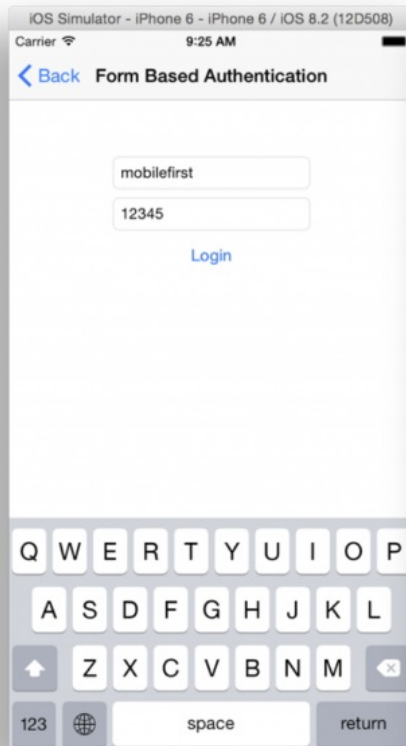 iOS Simulator - iPhone 6 - iPhone 6 / iOS 8.2 (12D508)
Carrier 9:25 AM
Back Form Based Authentication
mobilefirst
12345
Login
Q W E R T Y U I O P
A S D F G H J K L
Z X C V B N M
123 space return